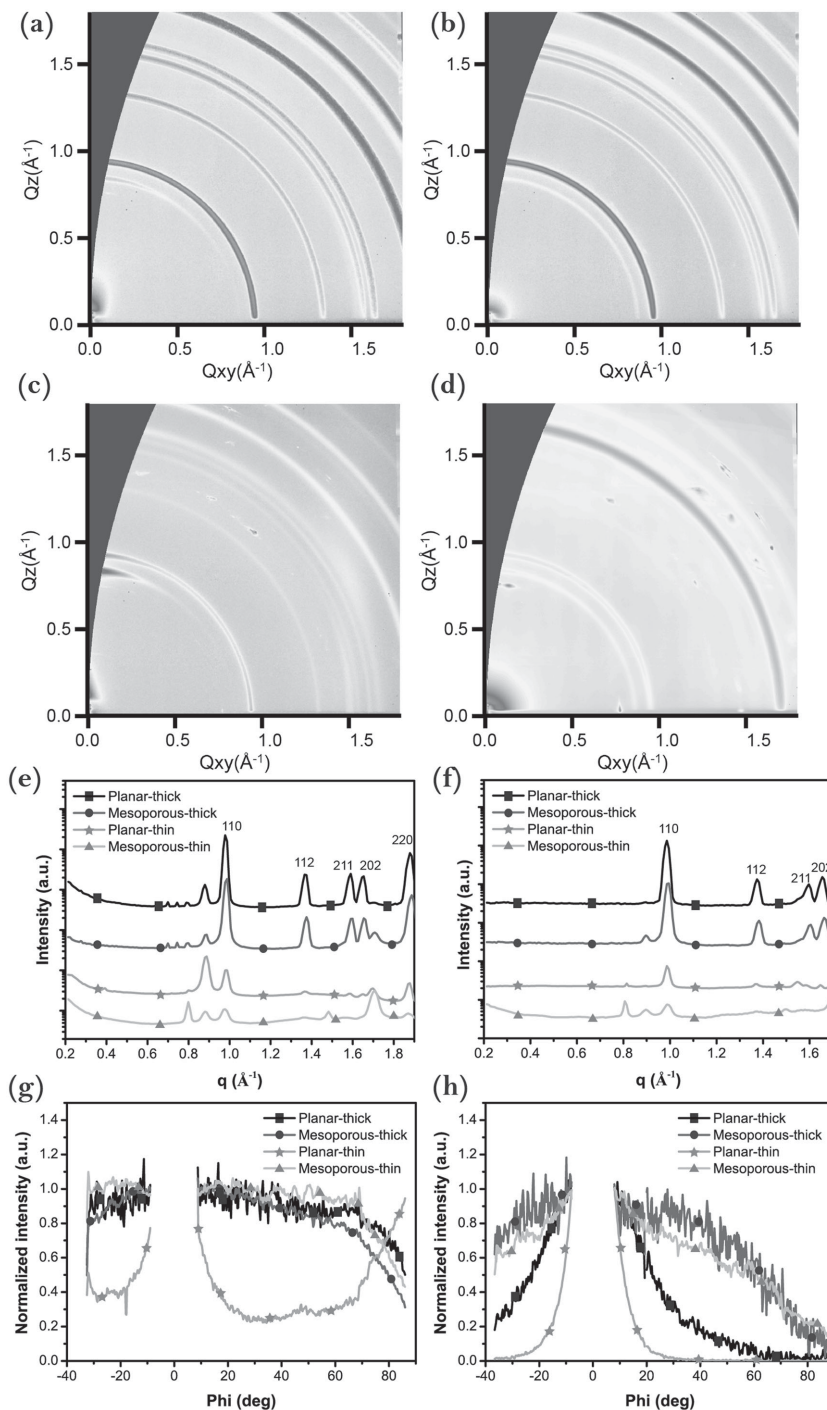 (a)
1.5
1.0
0.5
0.0
Qz(Å-1)
0.0 0.5 1.0 1.5
Qxy(Å-1)
(b)
1.5
1.0
0.5
0.0
Qz(Å-1)
0.0 0.5 1.0 1.5
Qxy(Å-1)
(c)
1.5
1.0
0.5
0.0
Qz(Å-1)
0.0 0.5 1.0 1.5
Qxy(Å-1)
(d)
1.5
1.0
0.5
0.0
Qz(Å-1)
0.0 0.5 1.0 1.5
Qxy(Å-1)
(e)
Planar-thick
Mesoporous-thick
Planar-thin
Mesoporous-thin
110
112
211
202
220
Intensity (a.u.)
0.2 0.4 0.6 0.8 1.0 1.2 1.4 1.6 1.8
q (Å-1)
(f)
Planar-thick
Mesoporous-thick
Planar-thin
Mesoporous-thin
110
112
211
202
Intensity (a.u.)
0.2 0.4 0.6 0.8 1.0 1.2 1.4 1.6
q (Å-1)
(g)
1.4
1.2
1.0
0.8
0.6
0.4
0.2
0.0
Normalized intensity (a.u.)
Planar-thick
Mesoporous-thick
Planar-thin
Mesoporous-thin
-40 -20 0 20 40 60 80
Phi (deg)
(h)
1.4
1.2
1.0
0.8
0.6
0.4
0.2
0.0
Normalized intensity (a.u.)
Planar-thick
Mesoporous-thick
Planar-thin
Mesoporous-thin
-40 -20 0 20 40 60 80
Phi (deg)